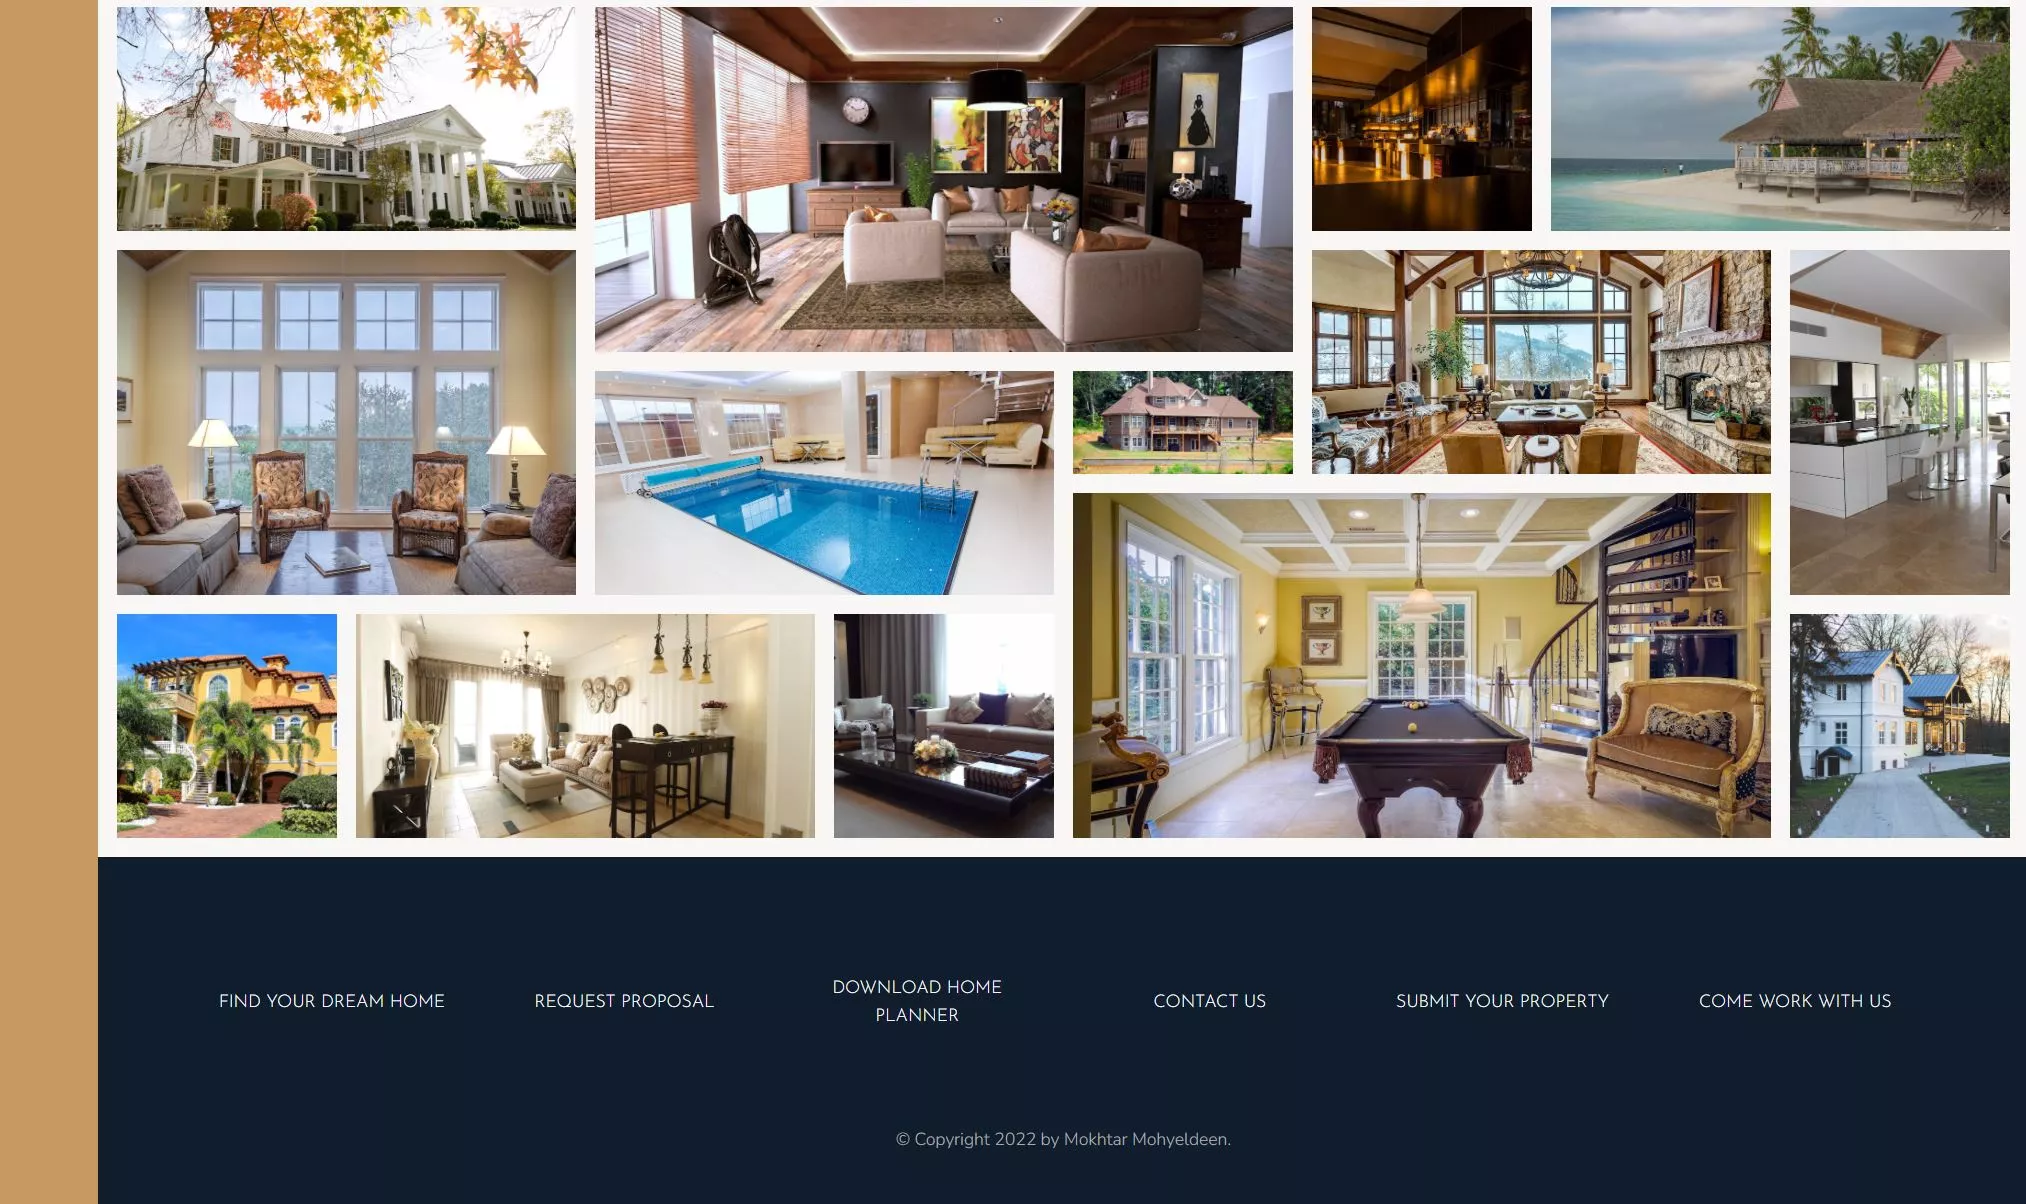 FIND YOUR DREAM HOME
REQUEST PROPOSAL
DOWNLOAD HOME
PLANNER
CONTACT US
SUBMIT YOUR PROPERTY
COME WORK WITH US
© Copyright 2022 by Mokhtar Mohyeldeen.